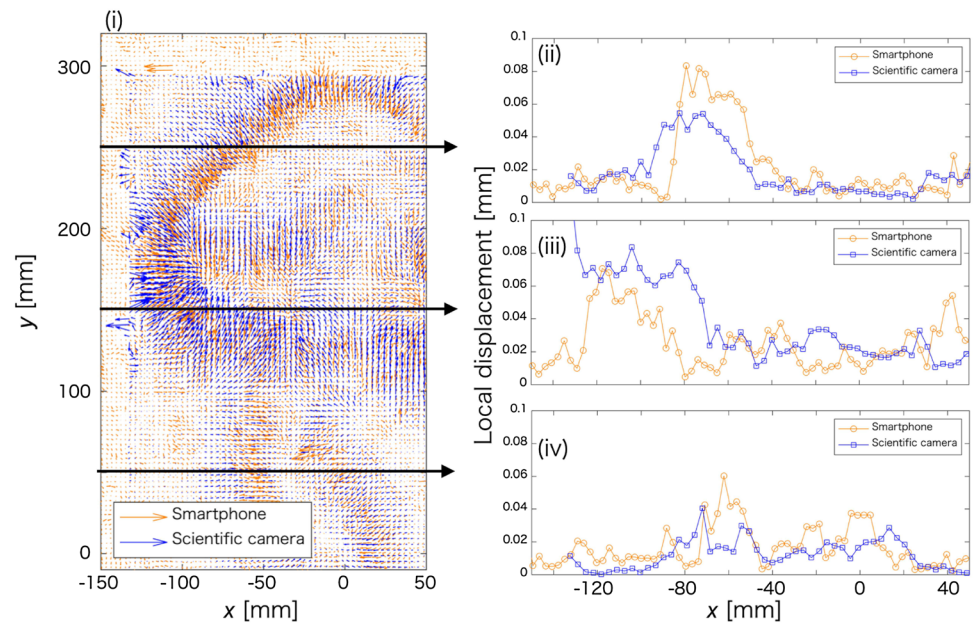 (i)
300
200
100
0
y [mm]
Smartphone
Scientific camera
-150
-100
-50
0
50
x [mm]
Local displacement [mm]
(ii)
0.1
0.08
0.06
0.04
0.02
0
Smartphone
Scientific camera
(iii)
0.1
0.08
0.06
0.04
0.02
0
Smartphone
Scientific camera
(iv)
0.1
0.08
0.06
0.04
0.02
0
Smartphone
Scientific camera
-120
-80
-40
0
40
x [mm]